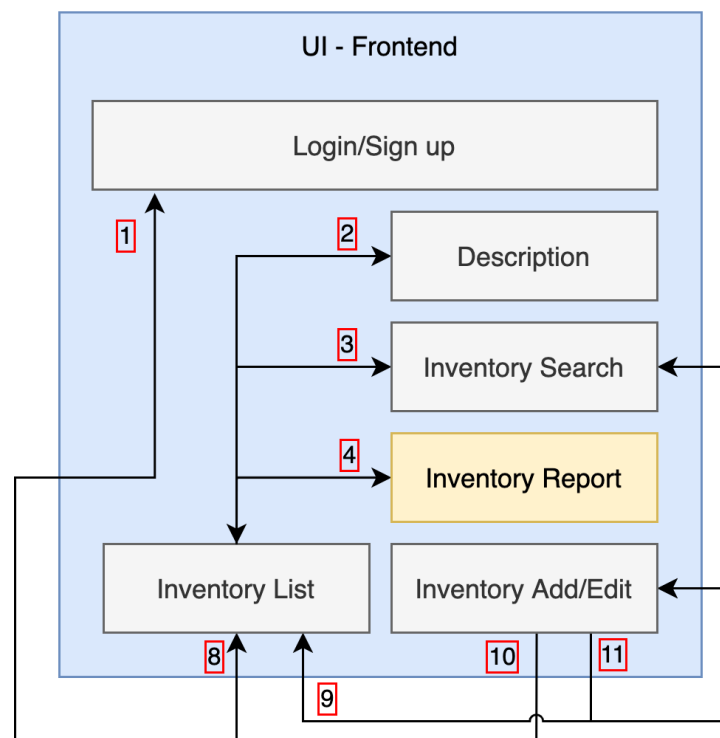 UI - Frontend
Login/Sign up
1
2
Description
3
Inventory Search
4
Inventory Report
Inventory List
Inventory Add/Edit
8
10
11
9